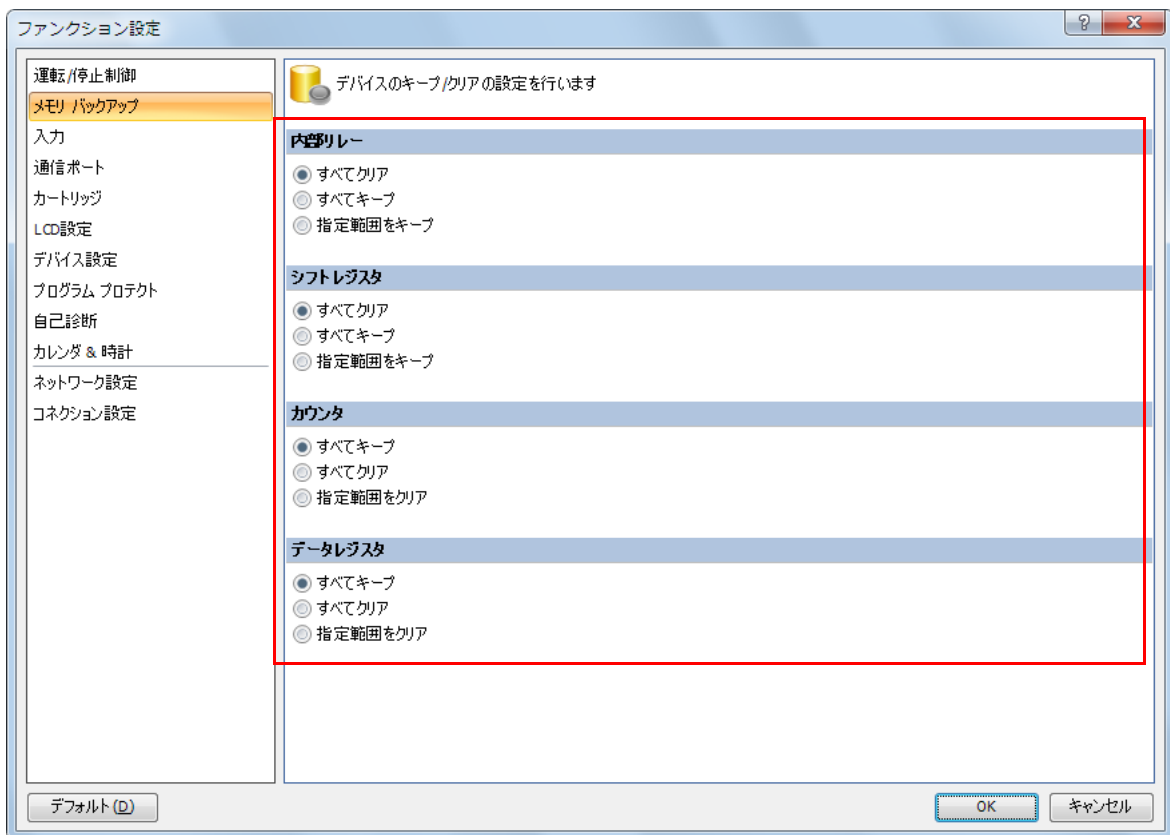 ファンクション設定
運転/停止制御
メモリ バックアップ
入力
通信ポート
カートリッジ
LCD設定
デバイス設定
プログラム プロテクト
自己診断
カレンダ & 時計
ネットワーク設定
コネクション設定
デバイスのキープ/クリアの設定を行います
内部リレー
すべてクリア
すべてキープ
指定範囲をキープ
シフトレジスタ
すべてクリア
すべてキープ
指定範囲をキープ
カウンタ
すべてキープ
すべてクリア
指定範囲をクリア
データレジスタ
すべてキープ
すべてクリア
指定範囲をクリア
デフォルト(D)
OK
キャンセル